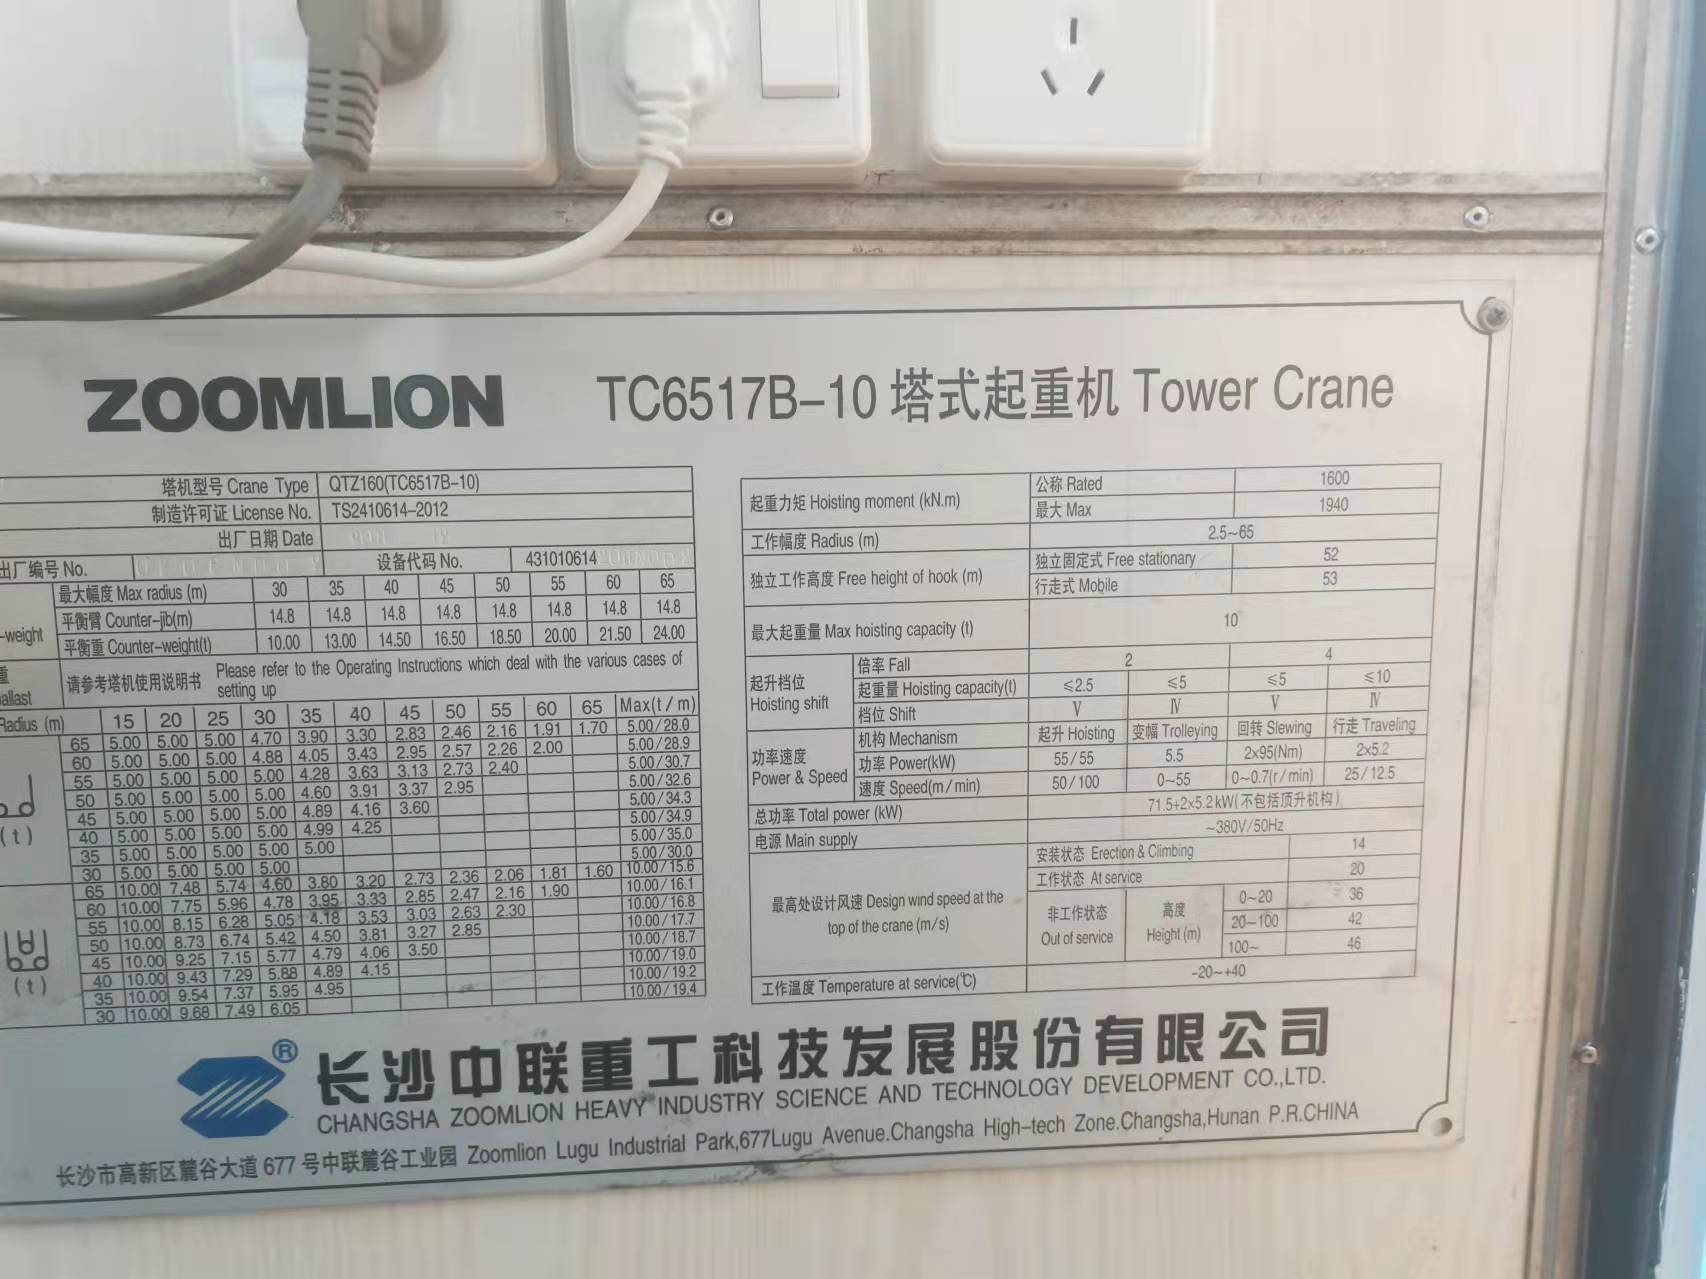 ZOOMLION TC6517B-10 塔式起重机 Tower Crane
塔机型号 Crane Type QTZ160(TC6517B-10)
制造许可证 License No. TS2410614-2012
出厂日期 Date
出厂编号 No. 设备代码 No. 431010614
最大幅度 Max radius (m) 30 35 40 45 50 55 60 65
平衡臂 Counter-jib(m) 14.8 14.8 14.8 14.8 14.8 14.8 14.8 14.8
-weight
平衡重 Counter-weight(t) 10.00 13.00 14.50 16.50 18.50 20.00 21.50 24.00
重 allast 请参考塔机使用说明书 Please refer to the Operating Instructions which deal with the various cases of
setting up
Radius (m) 15 20 25 30 35 40 45 50 55 60 65 Max(t / m)
65 5.00 5.00 5.00 4.70 3.90 3.30 2.83 2.46 2.16 1.91 1.70 5.00/28.0
60 5.00 5.00 5.00 4.88 4.05 3.43 2.95 2.57 2.26 2.00 5.00/28.9
55 5.00 5.00 5.00 5.00 4.28 3.63 3.13 2.73 2.40 5.00/30.7
50 5.00 5.00 5.00 5.00 4.60 3.91 3.37 2.95 5.00/32.6
45 5.00 5.00 5.00 5.00 4.89 4.16 3.60 5.00/34.3
(t)
40 5.00 5.00 5.00 5.00 4.99 4.25 5.00/34.9
35 5.00 5.00 5.00 5.00 5.00 5.00/35.0
30 5.00 5.00 5.00 5.00 5.00/30.0
65 10.00 7.48 5.74 4.60 3.80 3.20 2.73 2.36 2.06 1.81 1.60 10.00/15.6
60 10.00 7.75 5.96 4.78 3.95 3.33 2.85 2.47 2.16 1.90 10.00/16.1
55 10.00 8.15 6.28 5.05 4.18 3.53 3.03 2.63 2.30 10.00/16.8
50 10.00 8.73 6.74 5.42 4.50 3.81 3.27 2.85 10.00/17.7
45 10.00 9.25 7.15 5.77 4.79 4.06 3.50 10.00/18.7
(t)
40 10.00 9.43 7.29 5.88 4.89 4.15 10.00/19.0
35 10.00 9.54 7.37 5.95 4.95 10.00/19.2
30 10.00 9.68 7.49 6.05 10.00/19.4
起重力矩 Hoisting moment (kN.m) 公称 Rated 1600
最大 Max 1940
工作幅度 Radius (m) 2.5~65
独立工作高度 Free height of hook (m) 独立固定式 Free stationary 52
行走式 Mobile 53
最大起重量 Max hoisting capacity (t) 10
起升档位 Hoisting shift 倍率 Fall 2 4
起重量 Hoisting capacity(t) ≤2.5 ≤5 ≤5 ≤10
档位 Shift Ⅴ Ⅳ Ⅴ Ⅳ
功率速度 Power & Speed 机构 Mechanism 起升 Hoisting 变幅 Trolleying 回转 Slewing 行走 Traveling
功率 Power(kW) 55/55 5.5 2×95(Nm) 2×5.2
速度 Speed(m/min) 50/100 0~55 0~0.7(r/min) 25/12.5
总功率 Total power (kW) 71.5+2×5.2kW(不包括顶升机构)
电源 Main supply ~380V/50Hz
最高处设计风速 Design wind speed at the
top of the crane (m/s)
安装状态 Erection & Climbing 14
工作状态 At service 20
非工作状态 Out of service 高度 Height (m) 0~20 36
20~100 42
100~ 46
工作温度 Temperature at service(℃) -20~+40
® 长沙中联重工科技发展股份有限公司
CHANGSHA ZOOMLION HEAVY INDUSTRY SCIENCE AND TECHNOLOGY DEVELOPMENT CO.,LTD.
长沙市高新区麓谷大道 677 号中联麓谷工业园 Zoomlion Lugu Industrial Park,677Lugu Avenue.Changsha High-tech Zone.Changsha,Hunan P.R.CHINA